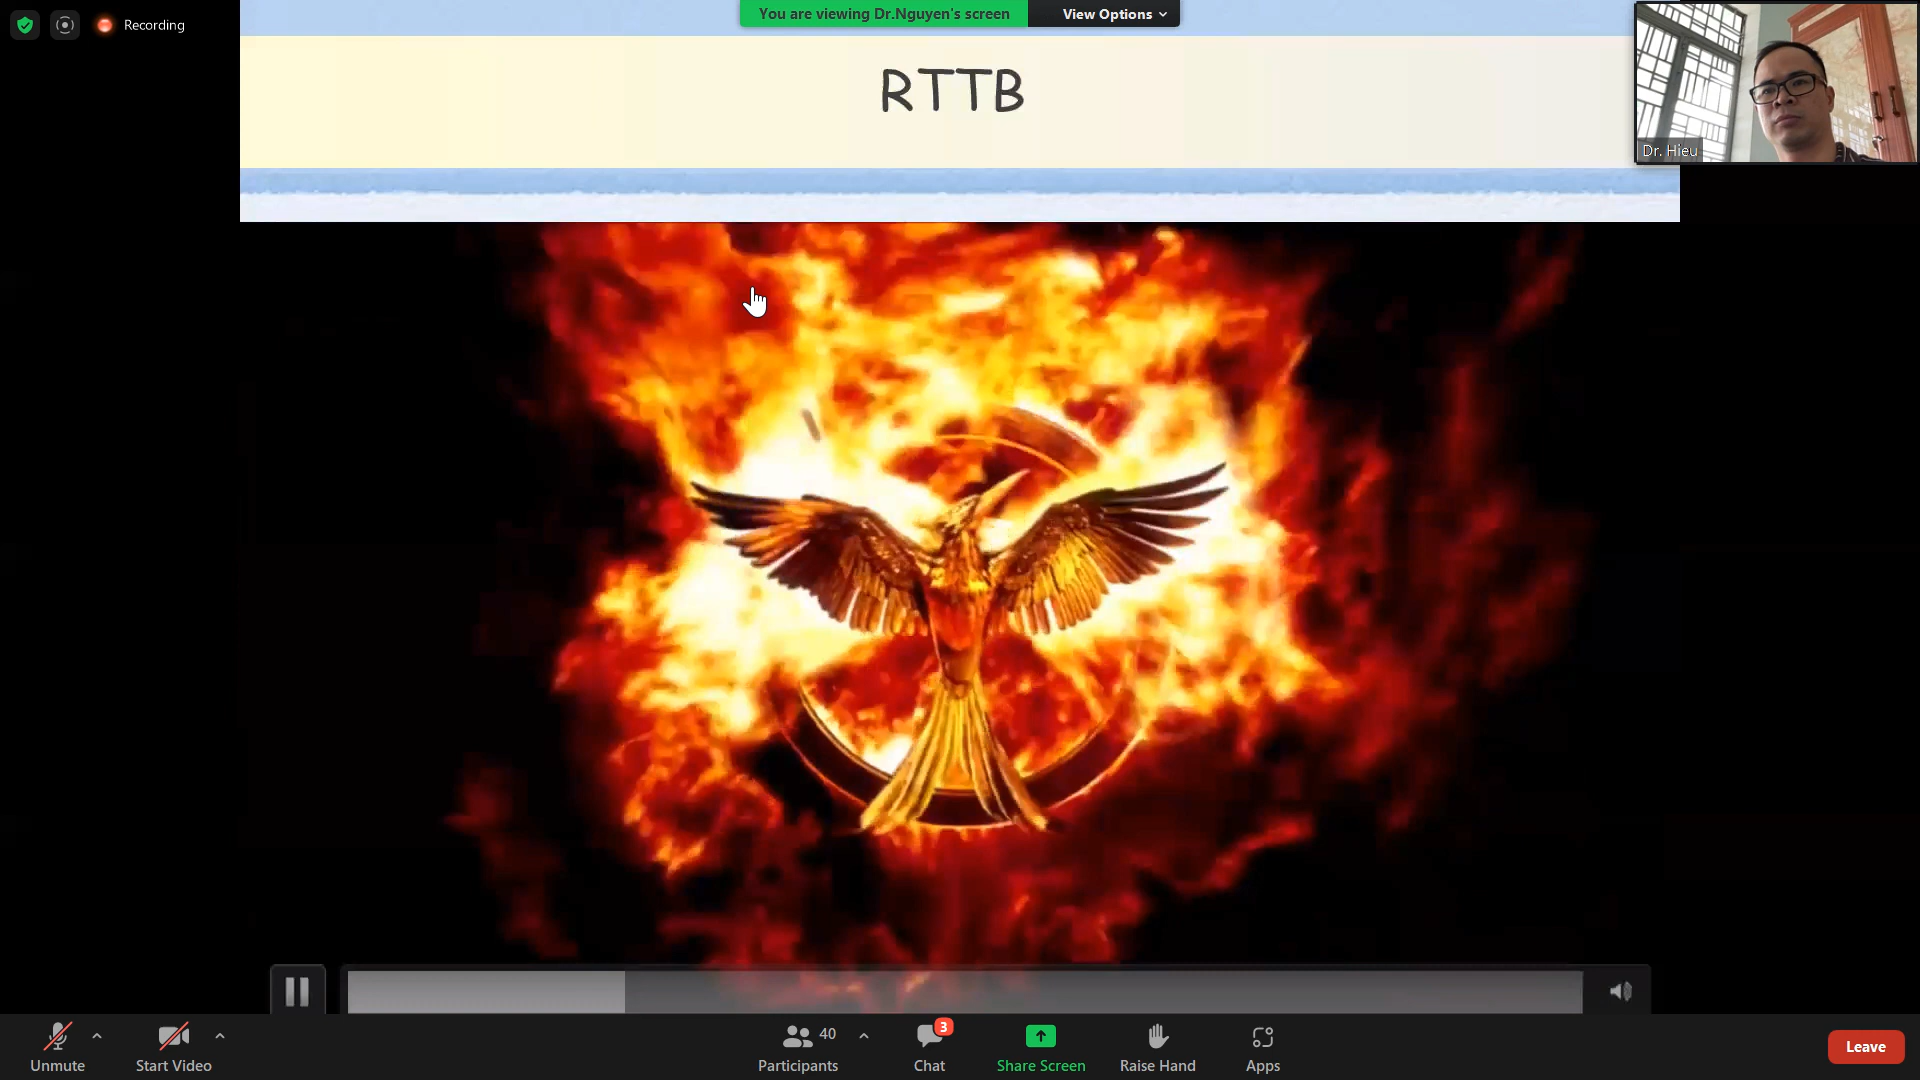 Recording
You are viewing Dr.Nguyen's screen
View Options
RTTB
Dr. Hieu
Unmute
Start Video
40
Participants
3
Chat
Share Screen
Raise Hand
Apps
Leave